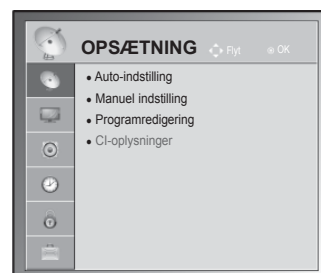 OPSÆTNING Flyt OK
Auto-indstilling
Manuel indstilling
Programredigering
CI-oplysninger